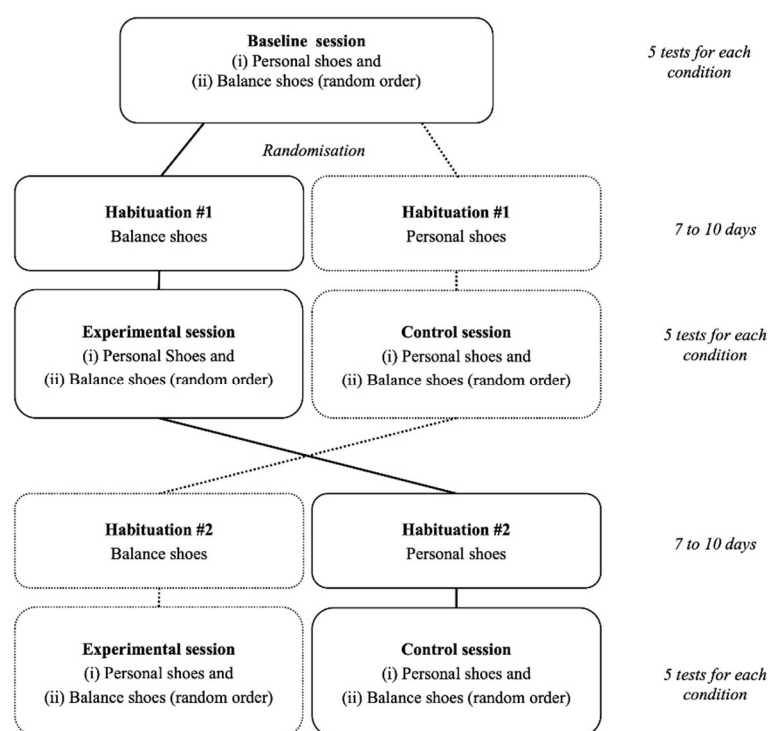 Baseline session
(i) Personal shoes and
(ii) Balance shoes (random order)
5 tests for each
condition
Randomisation
Habituation #1
Balance shoes
Habituation #1
Personal shoes
7 to 10 days
Experimental session
(i) Personal Shoes and
(ii) Balance shoes (random order)
Control session
(i) Personal shoes and
(ii) Balance shoes (random order)
5 tests for each
condition
Habituation #2
Balance shoes
Habituation #2
Personal shoes
7 to 10 days
Experimental session
(i) Personal shoes and
(ii) Balance shoes (random order)
Control session
(i) Personal shoes and
(ii) Balance shoes (random order)
5 tests for each
condition